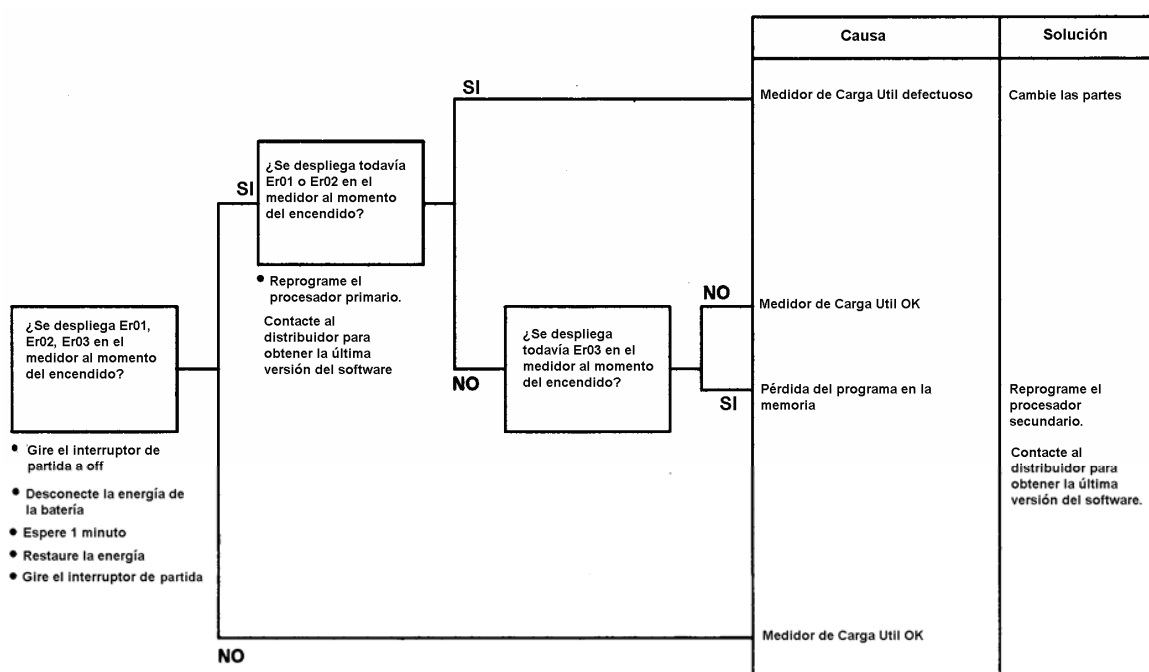 Causa
Solución
SI
Medidor de Carga Util defectuoso
Cambie las partes
SI
¿Se despliega todavía
Er01 o Er02 en el
medidor al momento
del encendido?
• Reprograme el
procesador primario.
Contacte al
distribuidor para
obtener la última
versión del software
¿Se despliega Er01,
Er02, Er03 en el
medidor al momento
del encendido?
NO
Medidor de Carga Util OK
¿Se despliega
todavía Er03 en el
medidor al momento
del encendido?
NO
SI
Pérdida del programa en la
memoria
Reprograme el
procesador
secundario.
Contacte al
distribuidor para
obtener la última
versión del software.
• Gire el interruptor de
partida a off
• Desconecte la energía de
la batería
• Espere 1 minuto
• Restaure la energía
• Gire el interruptor de partida
Medidor de Carga Util OK
NO